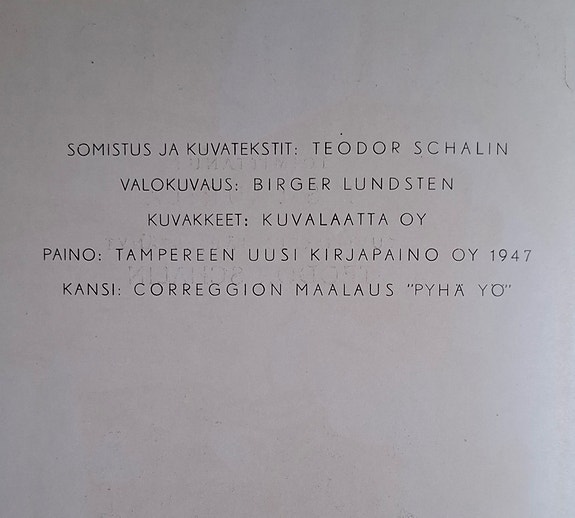 SOMISTUS JA KUVATEKSTIT: TEODOR SCHALIN
VALOKUVAUS: BIRGER LUNDSTEN
KUVAKKEET: KUVALAATTA OY
PAINO: TAMPEREEN UUSI KIRJAPAINO OY 1947
KANSI: CORREGGION MAALAUS "PYHÄ YÖ"